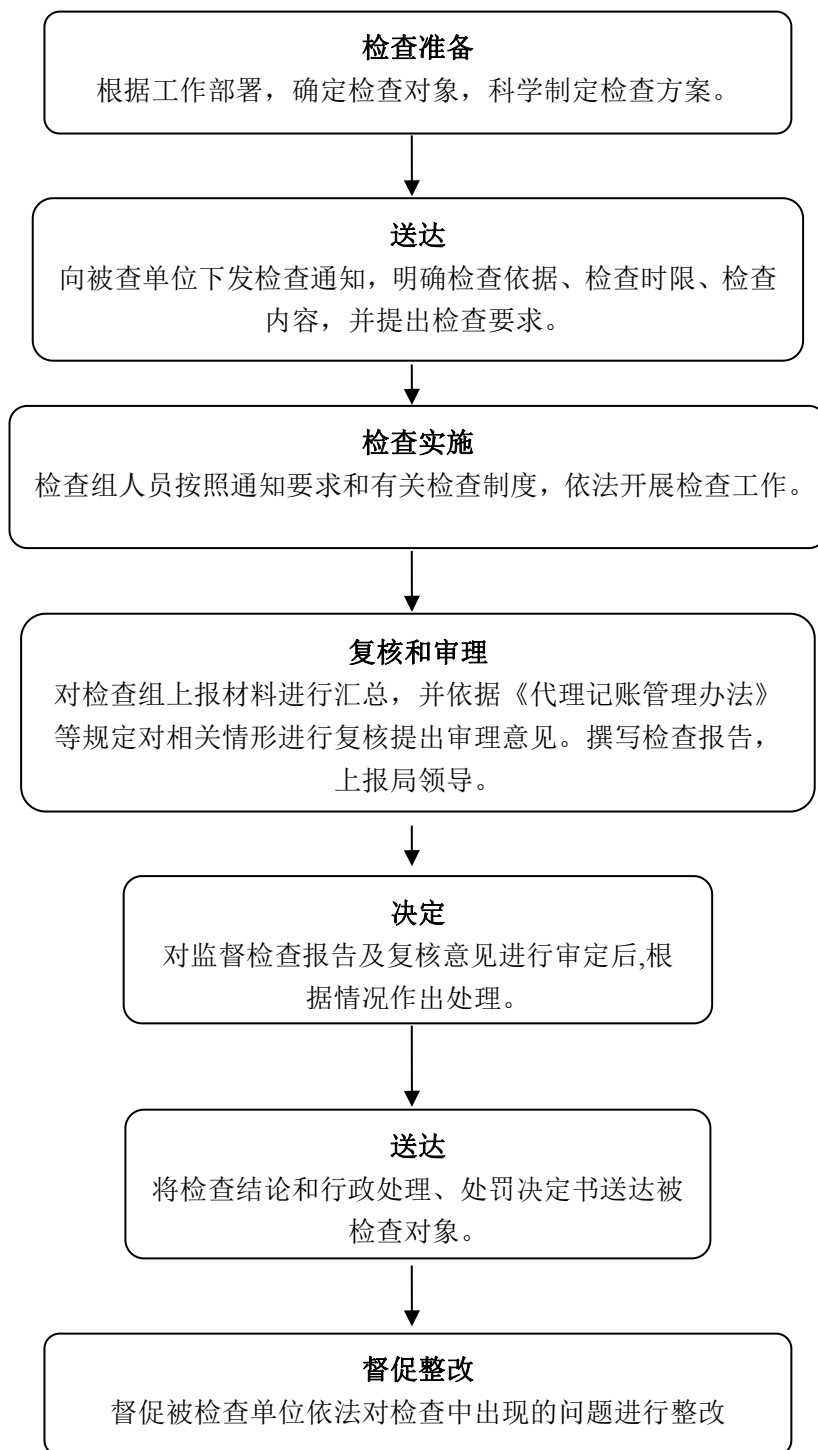 检查准备
根据工作部署，确定检查对象，科学制定检查方案。
送达
向被查单位下发检查通知，明确检查依据、检查时限、检查
内容，并提出检查要求。
检查实施
检查组人员按照通知要求和有关检查制度，依法开展检查工作。
复核和审理
对检查组上报材料进行汇总，并依据《代理记账管理办法》
等规定对相关情形进行复核提出审理意见。撰写检查报告，
上报局领导。
决定
对监督检查报告及复核意见进行审定后,根
据情况作出处理。
送达
将检查结论和行政处理、处罚决定书送达被
检查对象。
督促整改
督促被检查单位依法对检查中出现的问题进行整改